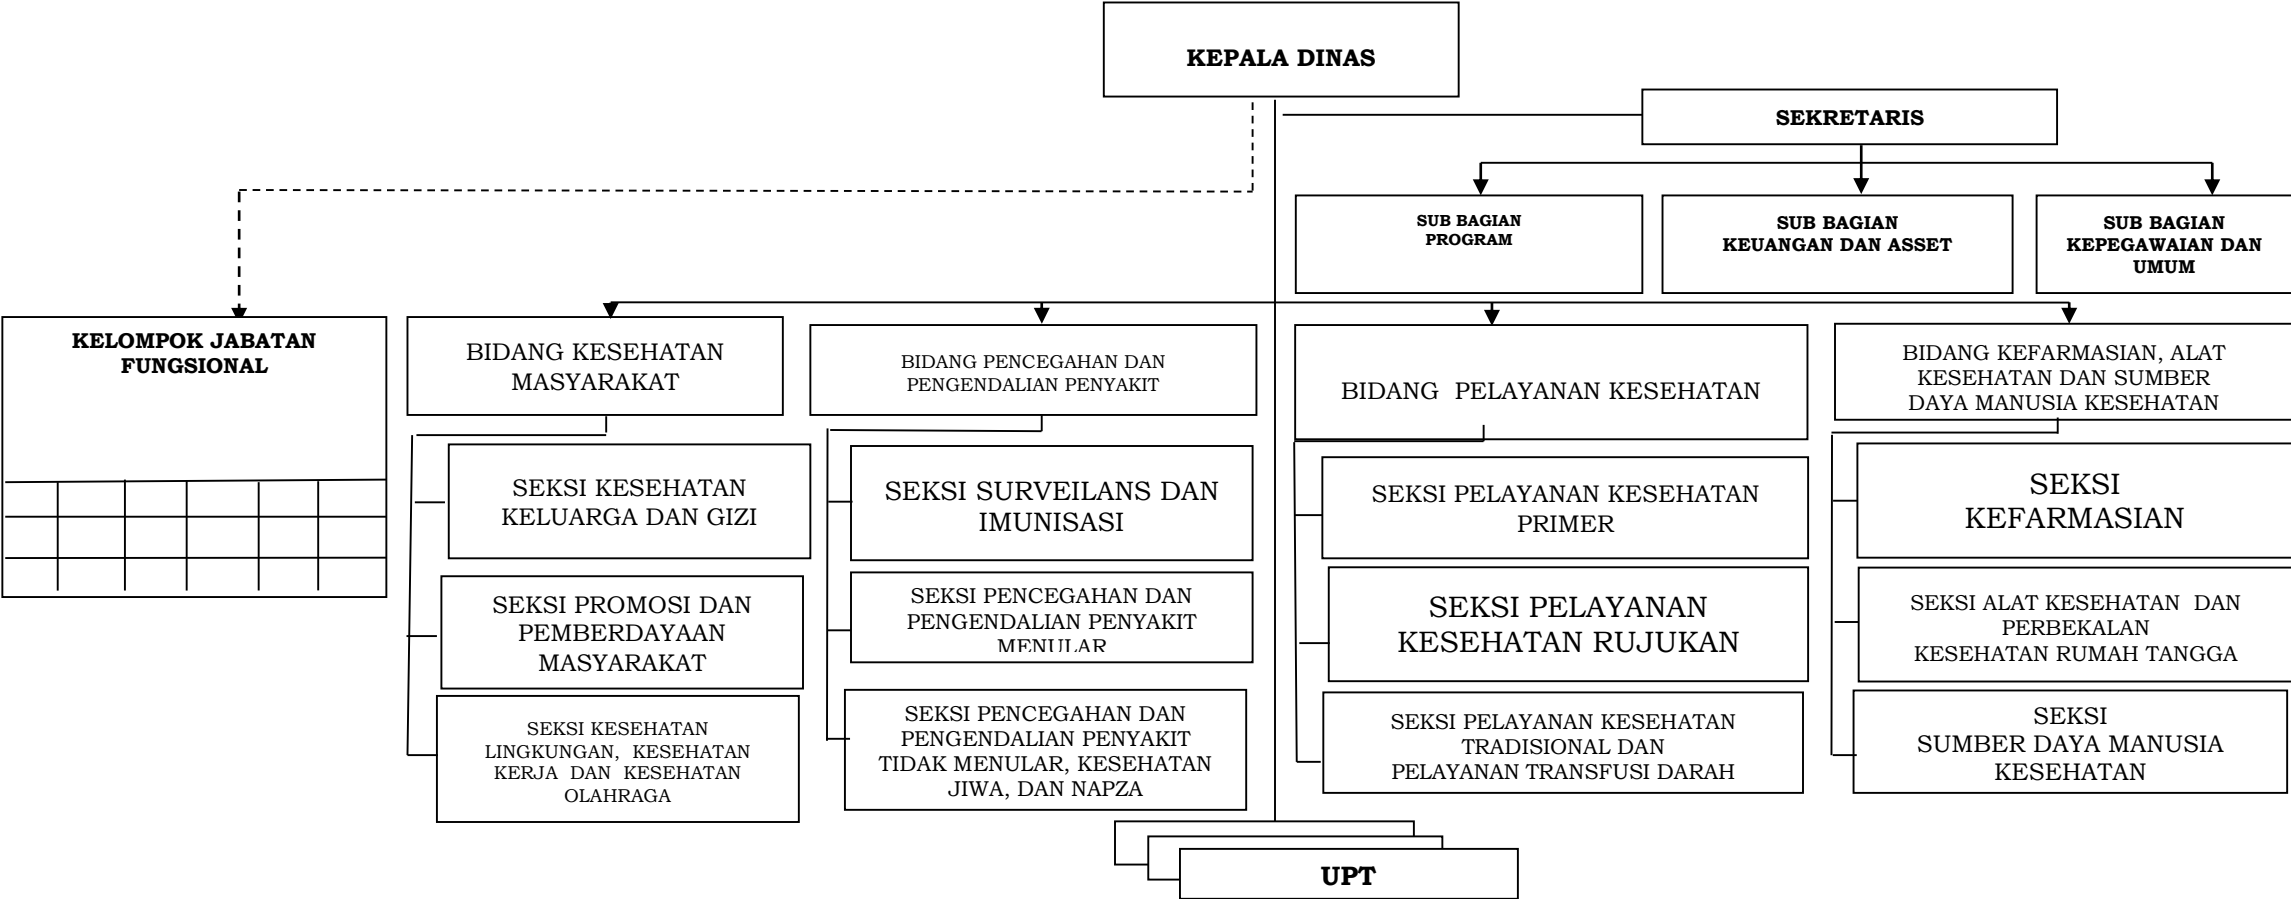 KEPALA DINAS
SEKRETARIS
SUB BAGIAN
PROGRAM
SUB BAGIAN
KEUANGAN DAN ASSET
SUB BAGIAN
KEPEGAWAIAN DAN
UMUM
KELOMPOK JABATAN
FUNGSIONAL
BIDANG KESEHATAN
MASYARAKAT
BIDANG PENCEGAHAN DAN
PENGENDALIAN PENYAKIT
BIDANG PELAYANAN KESEHATAN
BIDANG KEFARMASIAN, ALAT
KESEHATAN DAN SUMBER
DAYA MANUSIA KESEHATAN
SEKSI KESEHATAN
KELUARGA DAN GIZI
SEKSI PROMOSI DAN
PEMBERDAYAAN
MASYARAKAT
SEKSI KESEHATAN
LINGKUNGAN, KESEHATAN
KERJA DAN KESEHATAN
OLAHRAGA
SEKSI SURVEILANS DAN
IMUNISASI
SEKSI PENCEGAHAN DAN
PENGENDALIAN PENYAKIT
MENULAR
SEKSI PENCEGAHAN DAN
PENGENDALIAN PENYAKIT
TIDAK MENULAR, KESEHATAN
JIWA, DAN NAPZA
SEKSI PELAYANAN KESEHATAN
PRIMER
SEKSI PELAYANAN
KESEHATAN RUJUKAN
SEKSI PELAYANAN KESEHATAN
TRADISIONAL DAN
PELAYANAN TRANSFUSI DARAH
SEKSI
KEFARMASIAN
SEKSI ALAT KESEHATAN DAN
PERBEKALAN
KESEHATAN RUMAH TANGGA
SEKSI
SUMBER DAYA MANUSIA
KESEHATAN
UPT